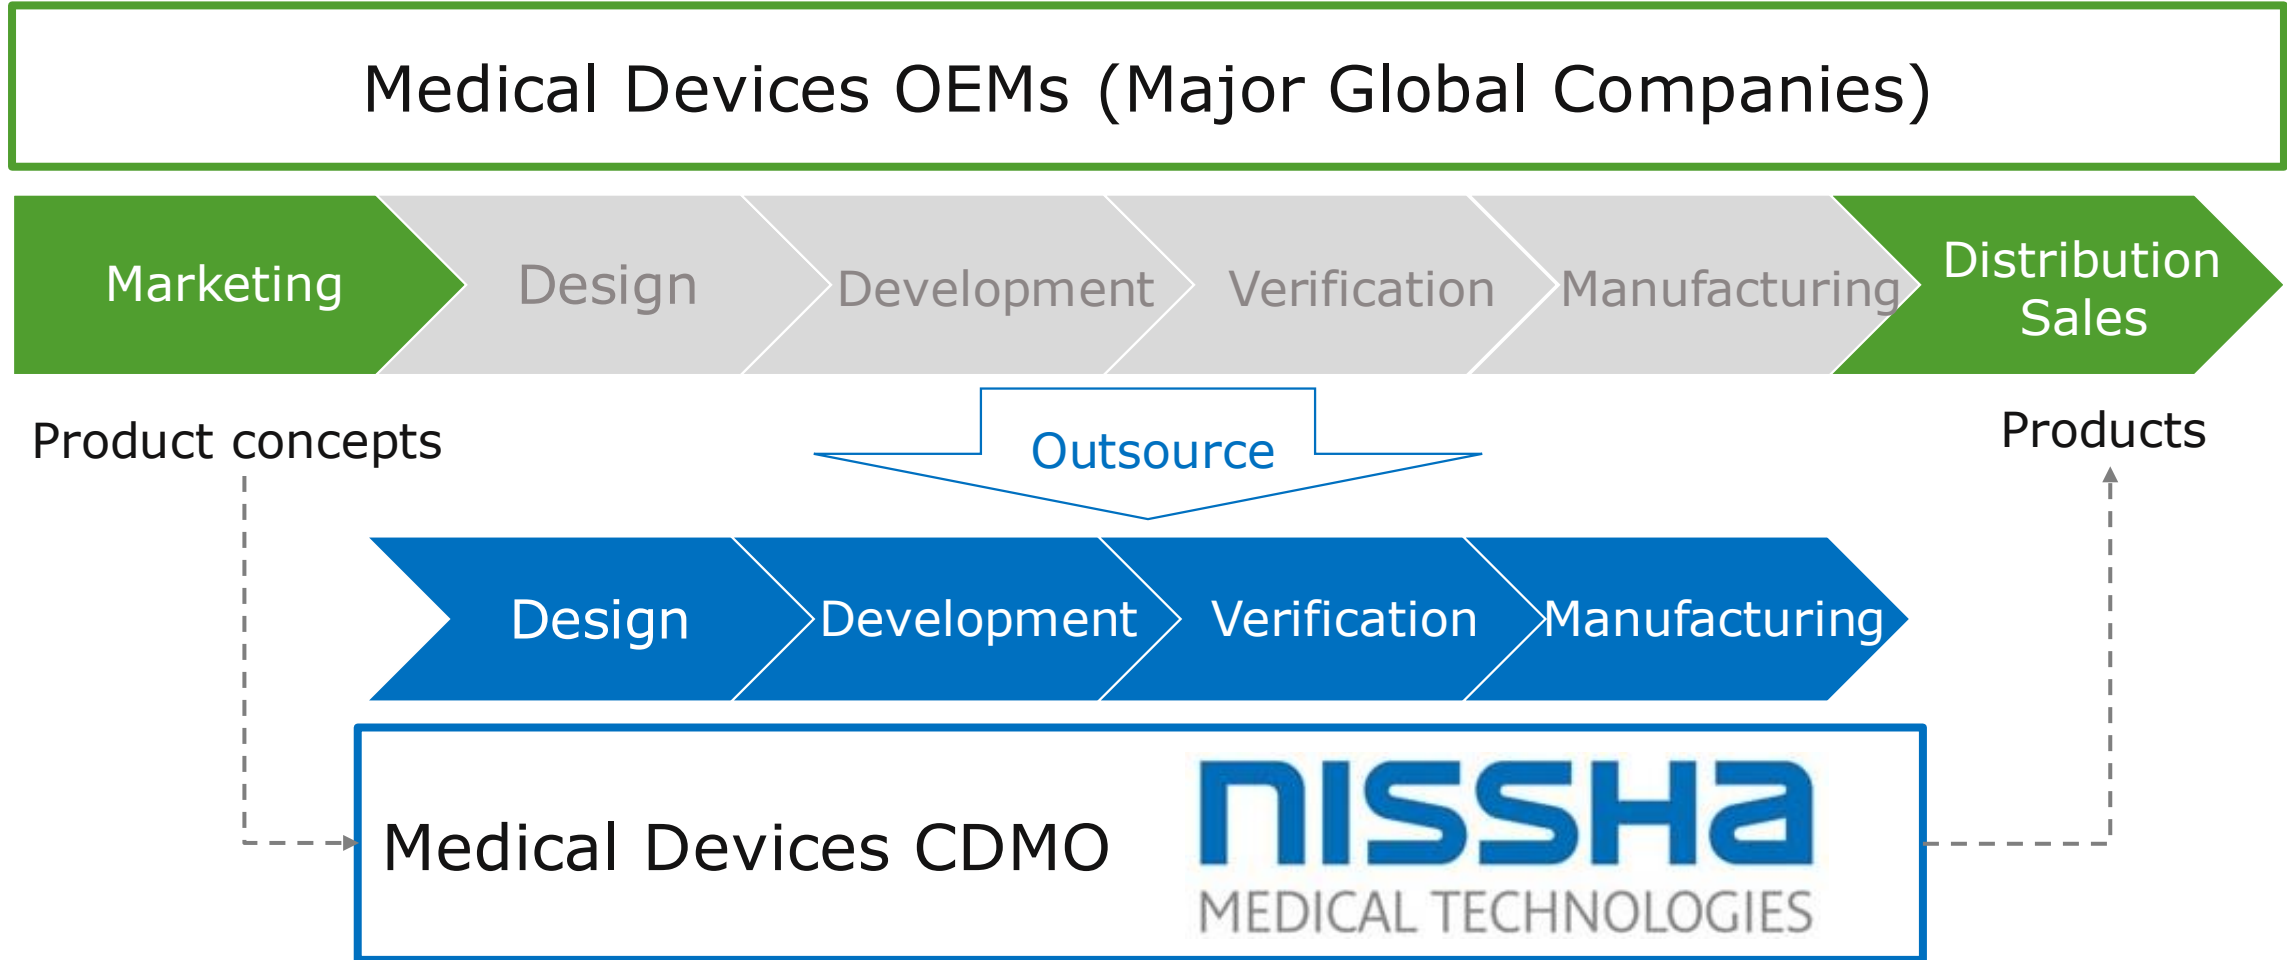 Medical Devices OEMs (Major Global Companies)
Marketing
Design
Development
Verification
Manufacturing
Distribution
Sales
Product concepts
Outsource
Products
Design
Development
Verification
Manufacturing
Medical Devices CDMO
nissha
MEDICAL TECHNOLOGIES